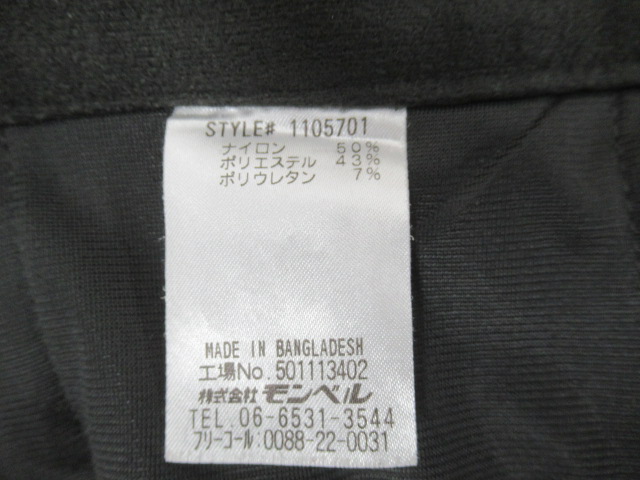 STYLE# 1105701
ナイロン 50%
ポリエステル 43%
ポリウレタン 7%
MADE IN BANGLADESH
工場No.501113402
株式会社 モンベル
TEL.06-6531-3544
フリーコール:0088-22-0031